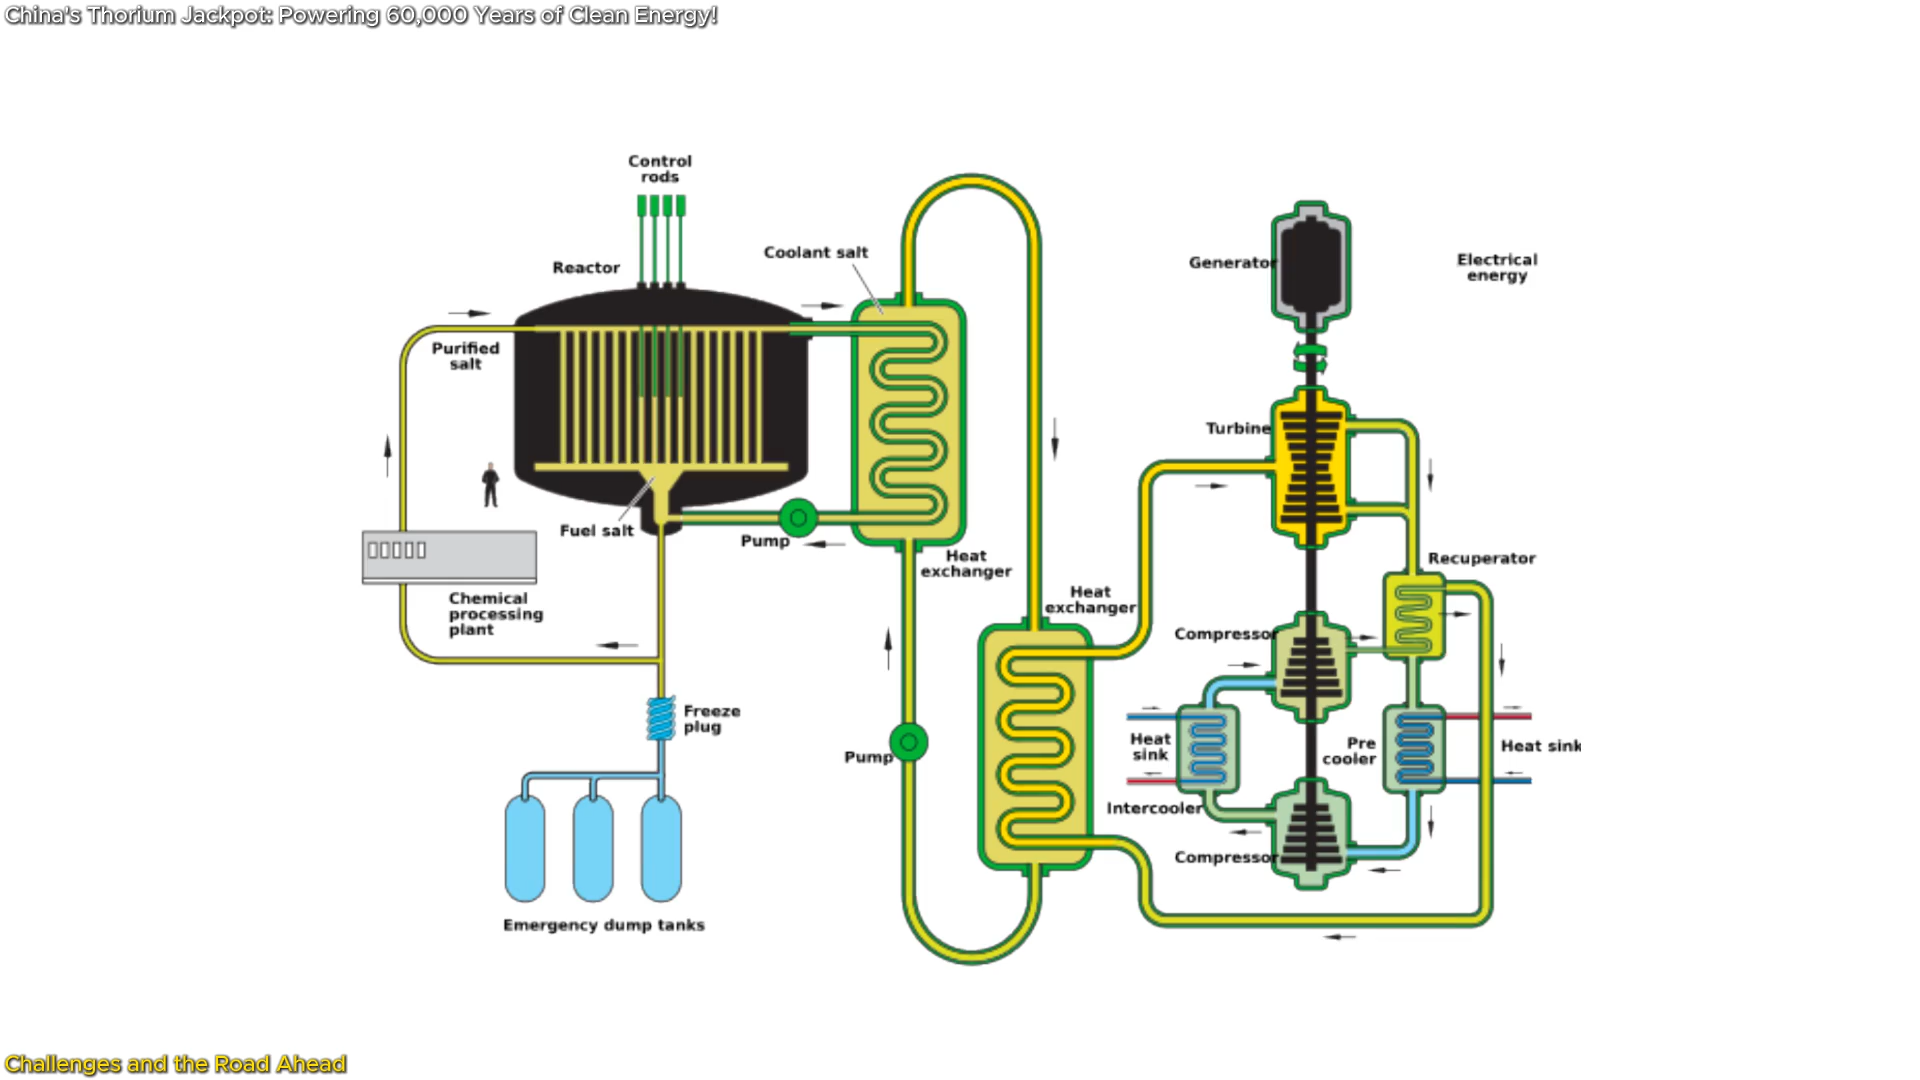 China's Thorium Jackpot: Powering 60,000 Years of Clean Energy!
Control
rods
Reactor
Coolant salt
Purified
salt
Fuel salt
Pump
Heat
exchanger
Chemical
processing
plant
Freeze
plug
Emergency dump tanks
Pump
Heat
exchanger
Generator
Electrical
energy
Turbine
Recuperator
Compressor
Heat
sink
Pre
cooler
Heat sink
Intercooler
Compressor
Challenges and the Road Ahead